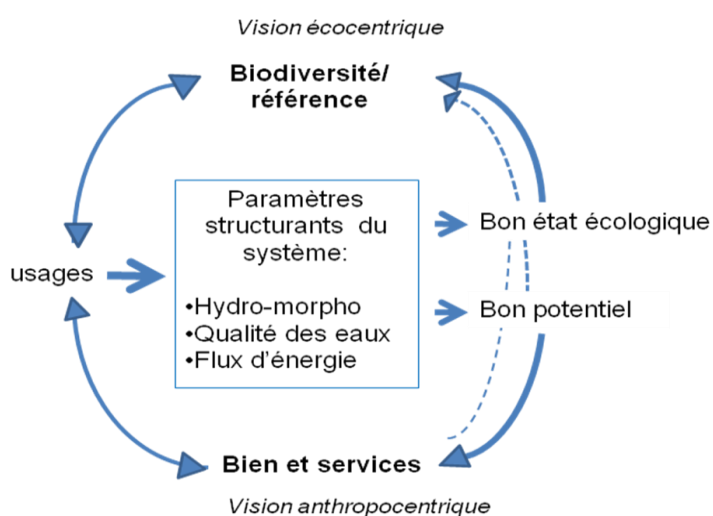 Vision écocentrique
Biodiversité/
référence
Paramètres
structurants du
système:
•Hydro-morpho
•Qualité des eaux
•Flux d'énergie
usages
Bon état écologique
Bon potentiel
Bien et services
Vision anthropocentrique